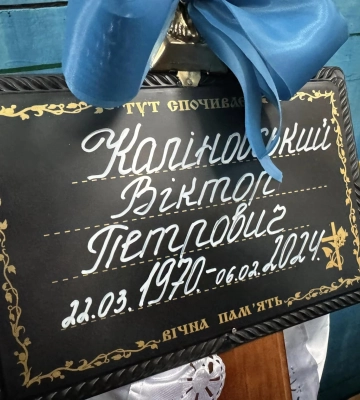 ТУТ СПОЧИВАЄ
Каліновський
Віктор
Петрович
22.03.1970.-06.02.2024.
ВІЧНА ПАМ'ЯТЬ